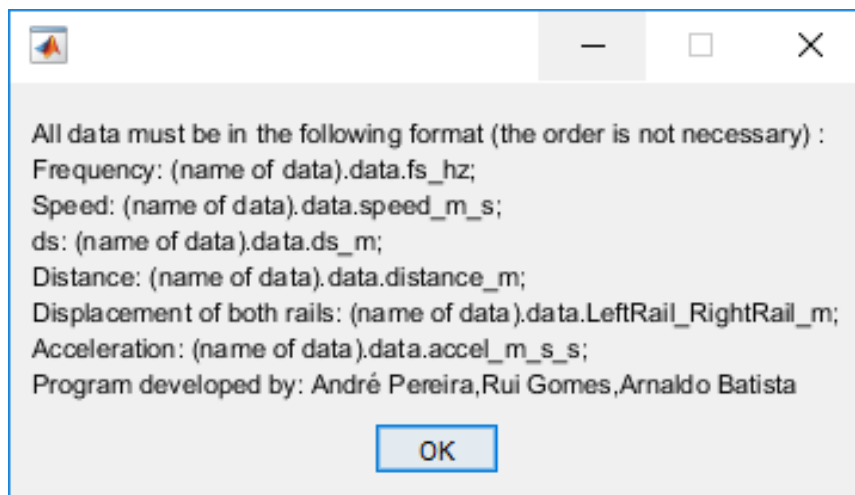 All data must be in the following format (the order is not necessary) :
Frequency: (name of data).data.fs_hz;
Speed: (name of data).data.speed_m_s;
ds: (name of data).data.ds_m;
Distance: (name of data).data.distance_m;
Displacement of both rails: (name of data).data.LeftRail_RightRail_m;
Acceleration: (name of data).data.accel_m_s_s;
Program developed by: André Pereira,Rui Gomes,Arnaldo Batista
OK